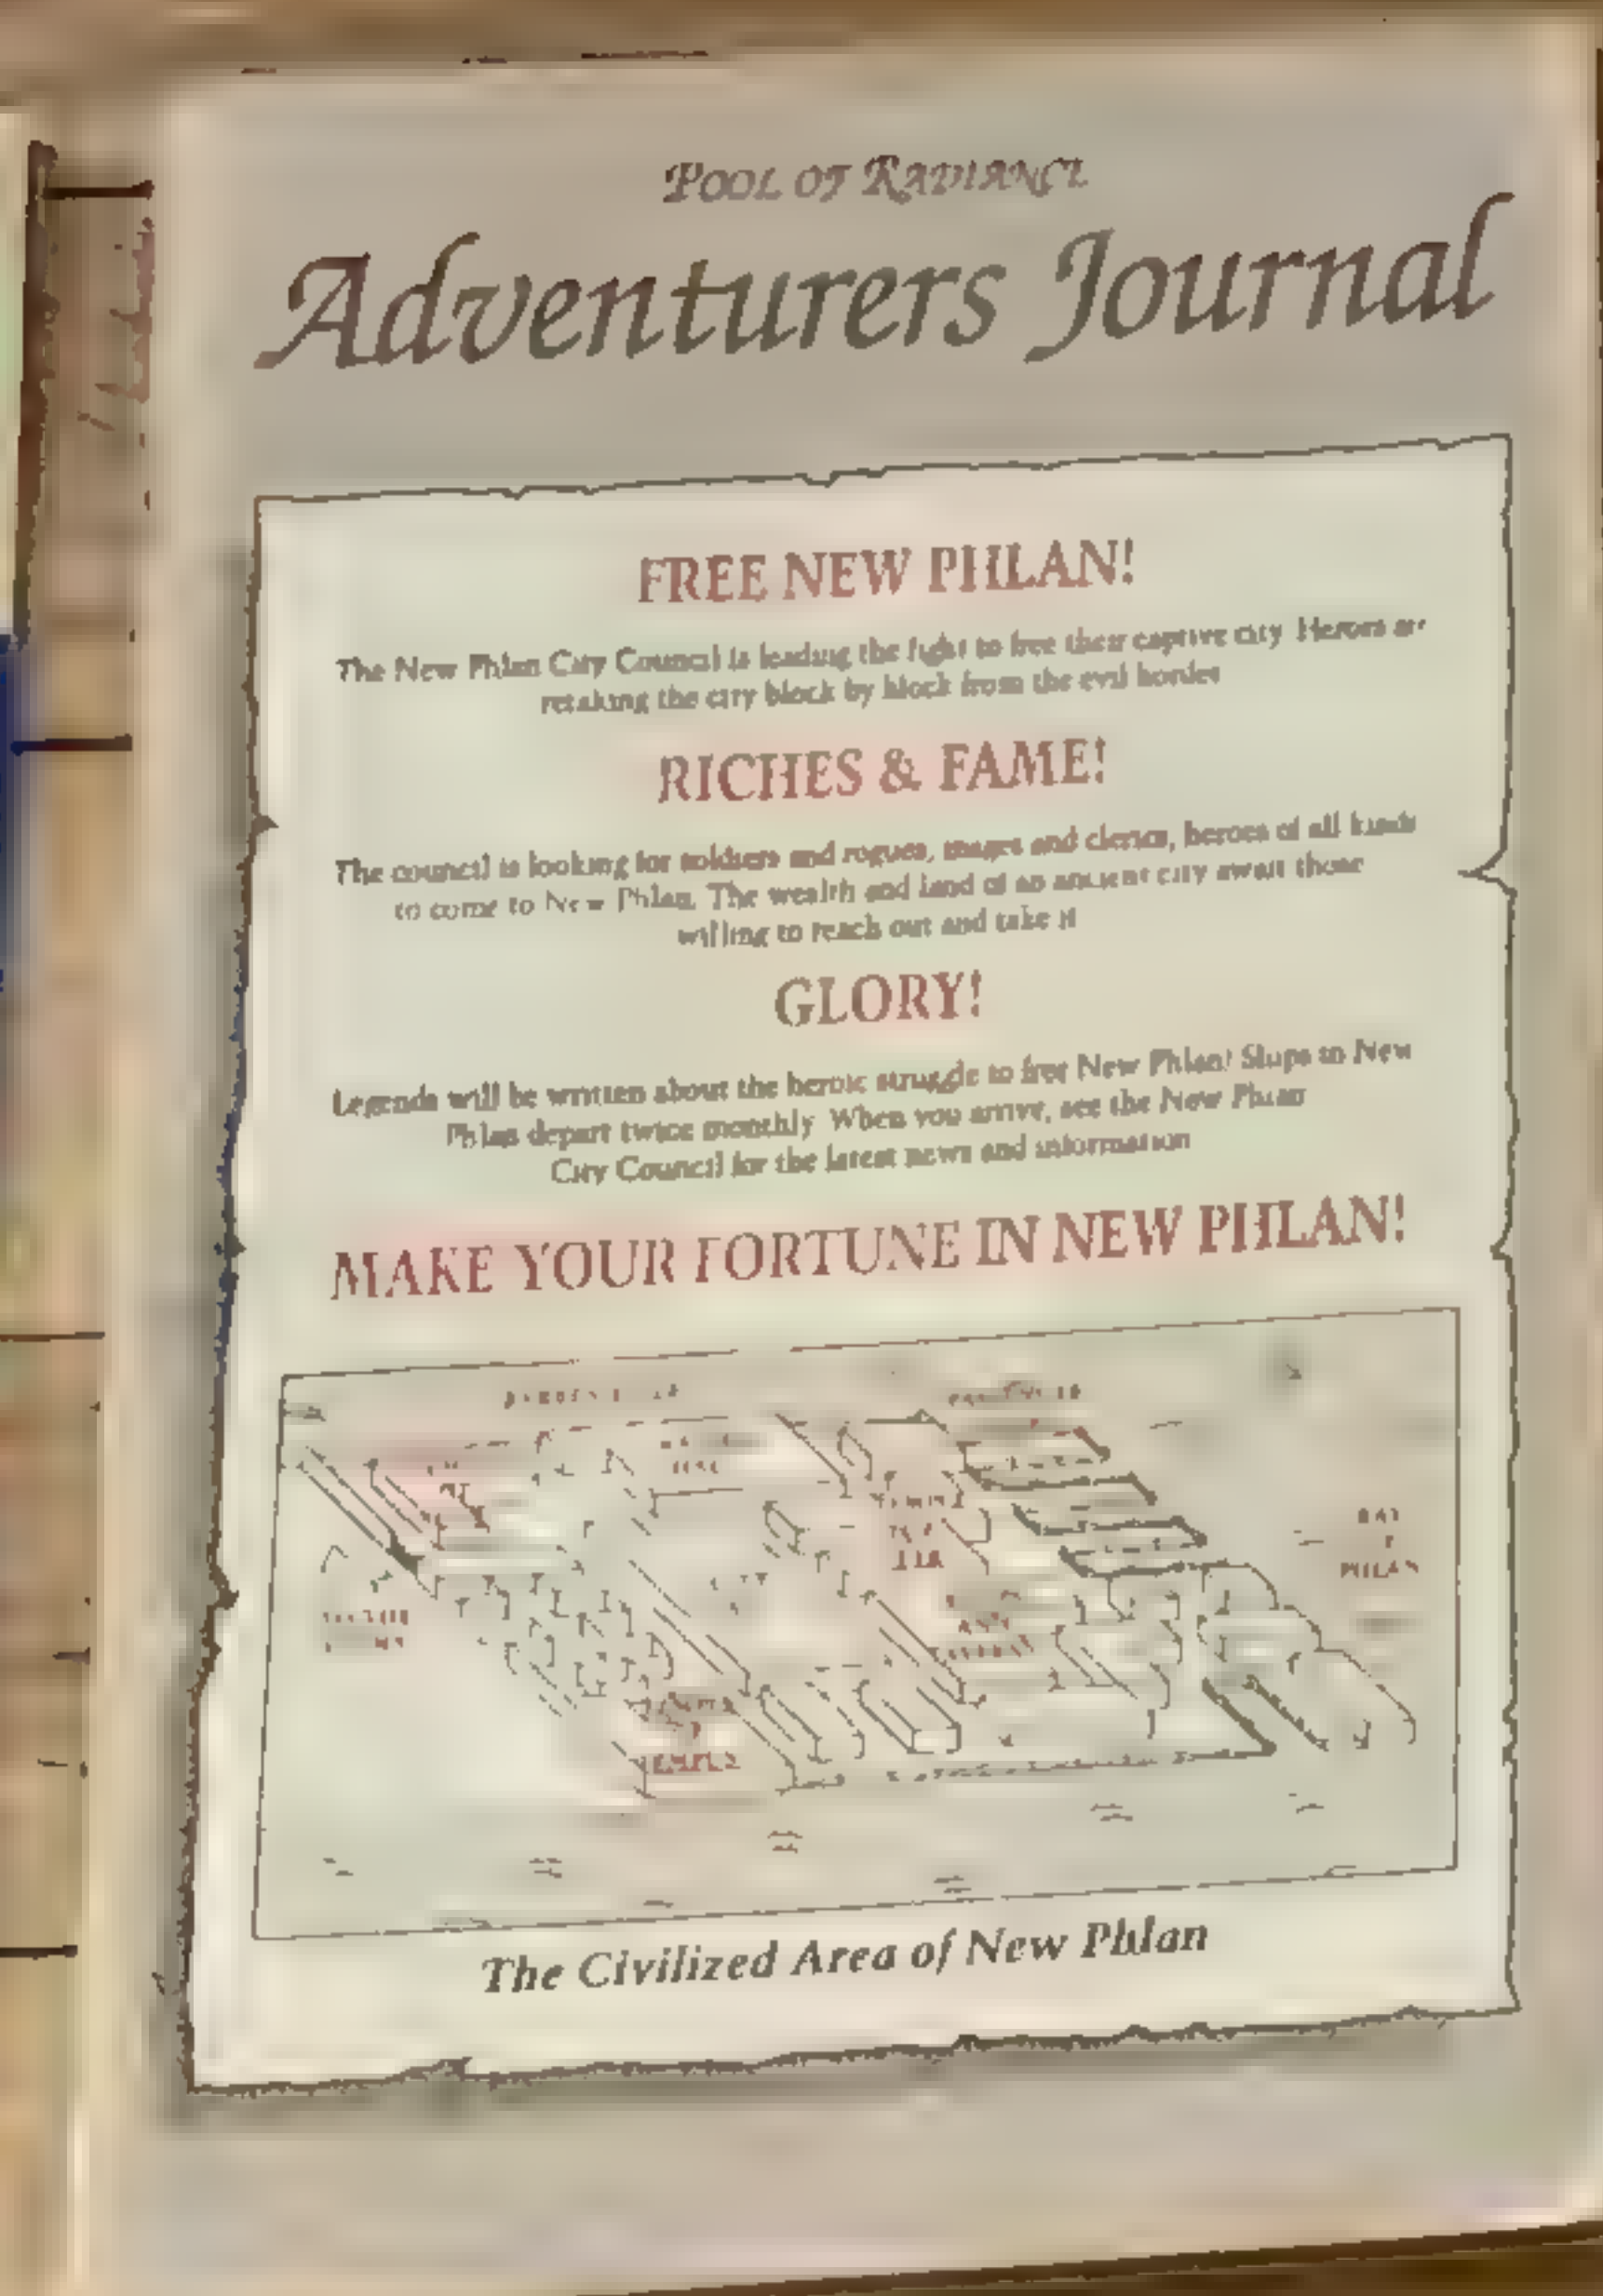 POOL OF RADIANCE
Adventurers Journal
FREE NEW PHLAN!
The New Phlan City Council is leading the fight to free their captive city. Heroes are
retaking the city block by block from the evil hordes
RICHES & FAME!
The council is looking for soldiers and rogues, mages and clerics, heroes of all kinds
to come to New Phlan. The wealth and land of an ancient city await those
willing to reach out and take it
GLORY!
Legends will be written about the heroic struggle to free New Phlan! Ships to New
Phlan depart twice monthly. When you arrive, see the New Phlan
City Council for the latest news and information
MAKE YOUR FORTUNE IN NEW PHLAN!
BAY
PHLAN
The Civilized Area of New Phlan